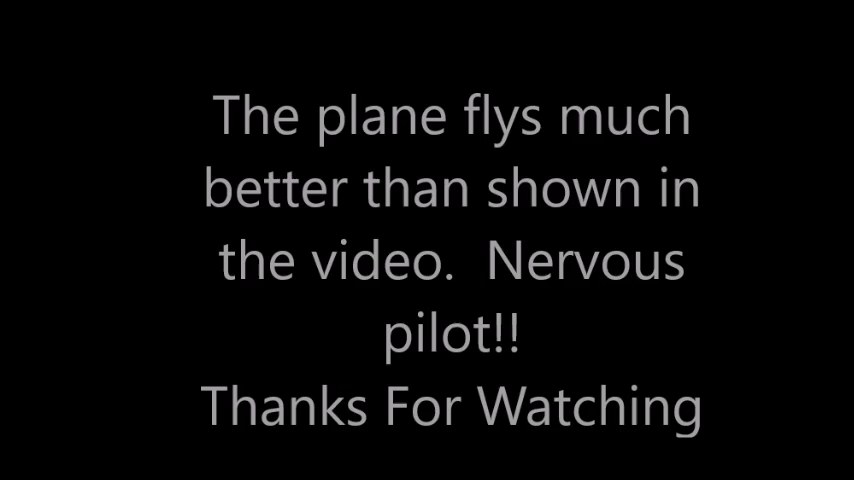 The plane flys much
better than shown in
the video.  Nervous
pilot!!
Thanks For Watching